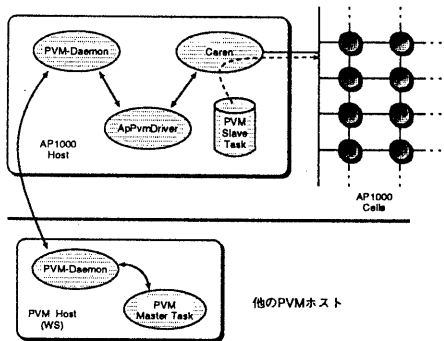 PVM-Daemon
Caren
ApPvmDriver
PVM
Slave
Task
AP1000
Host
AP1000
Cells
PVM-Daemon
PVM Host
(WS)
PVM
Master Task
他のPVMホスト